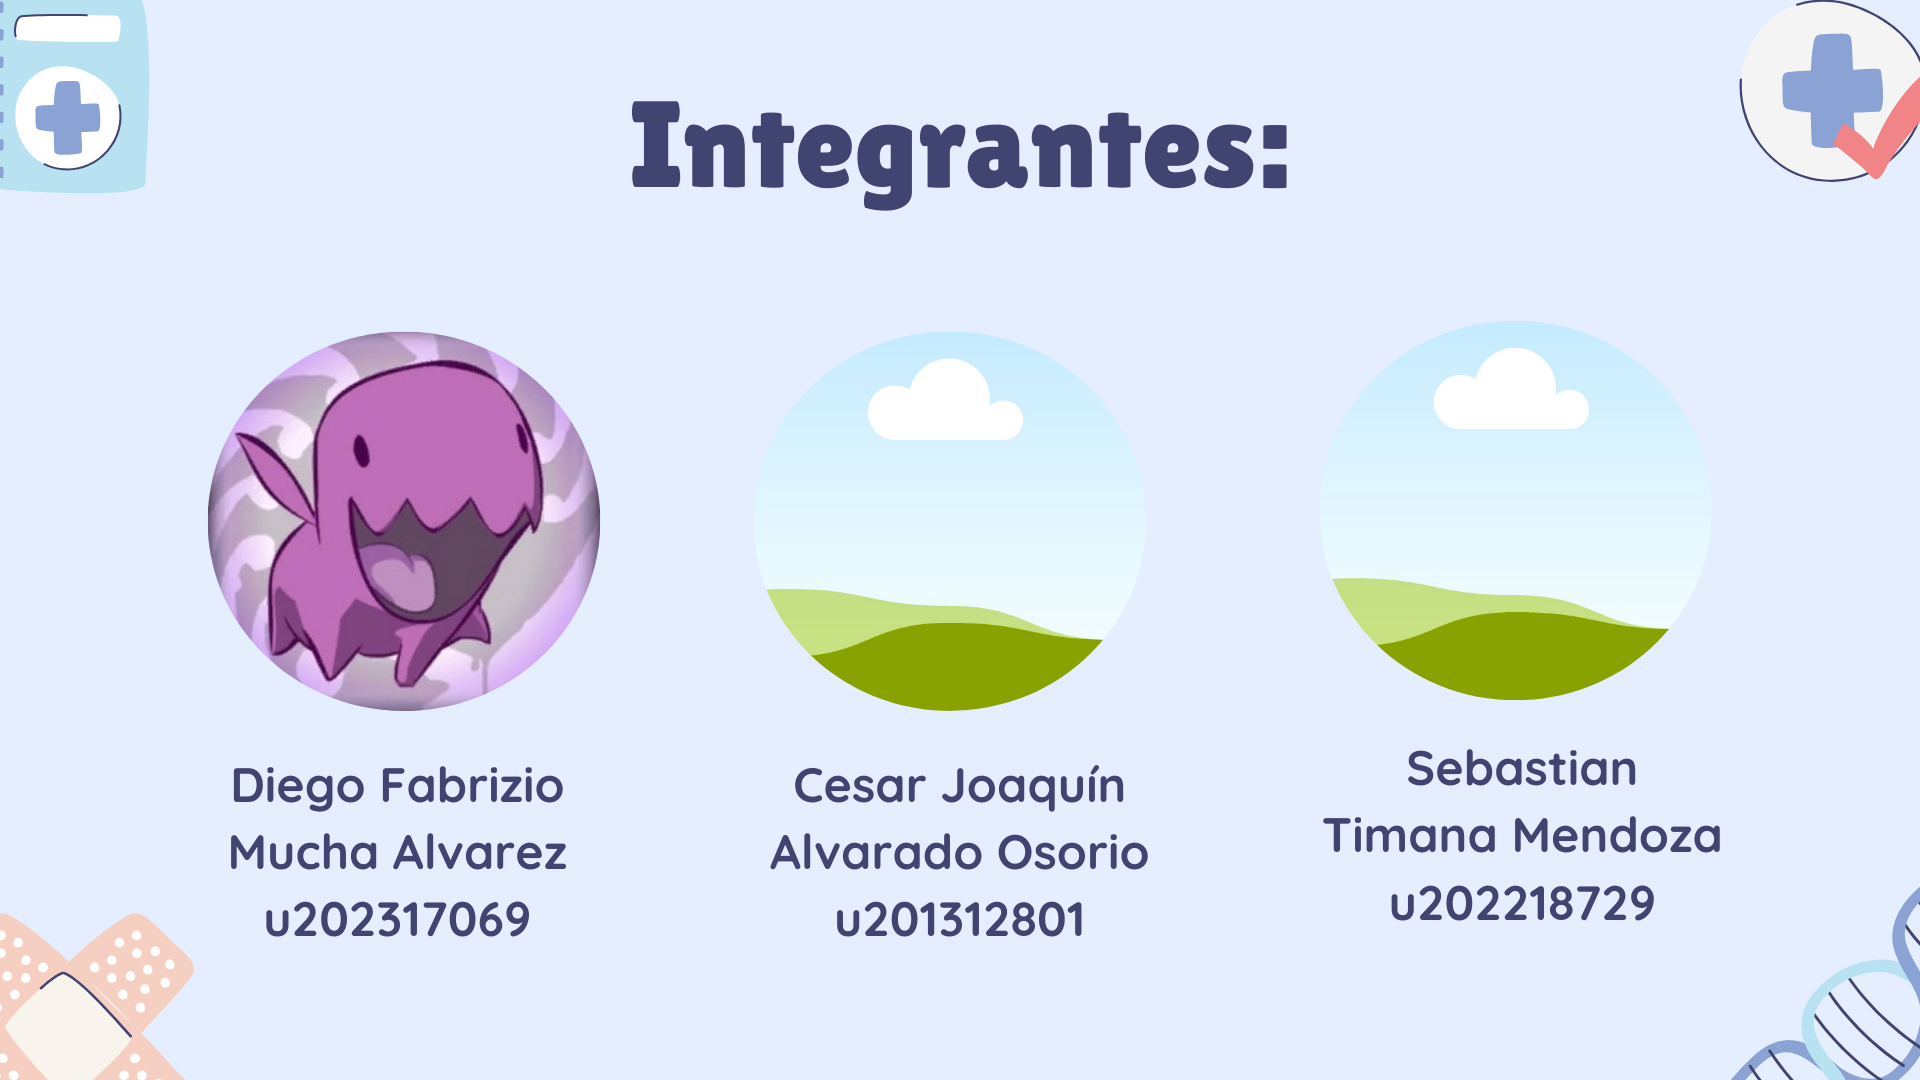 Integrantes:
Diego Fabrizio
Mucha Alvarez
u202317069
Cesar Joaquín
Alvarado Osorio
u201312801
Sebastian
Timana Mendoza
u202218729